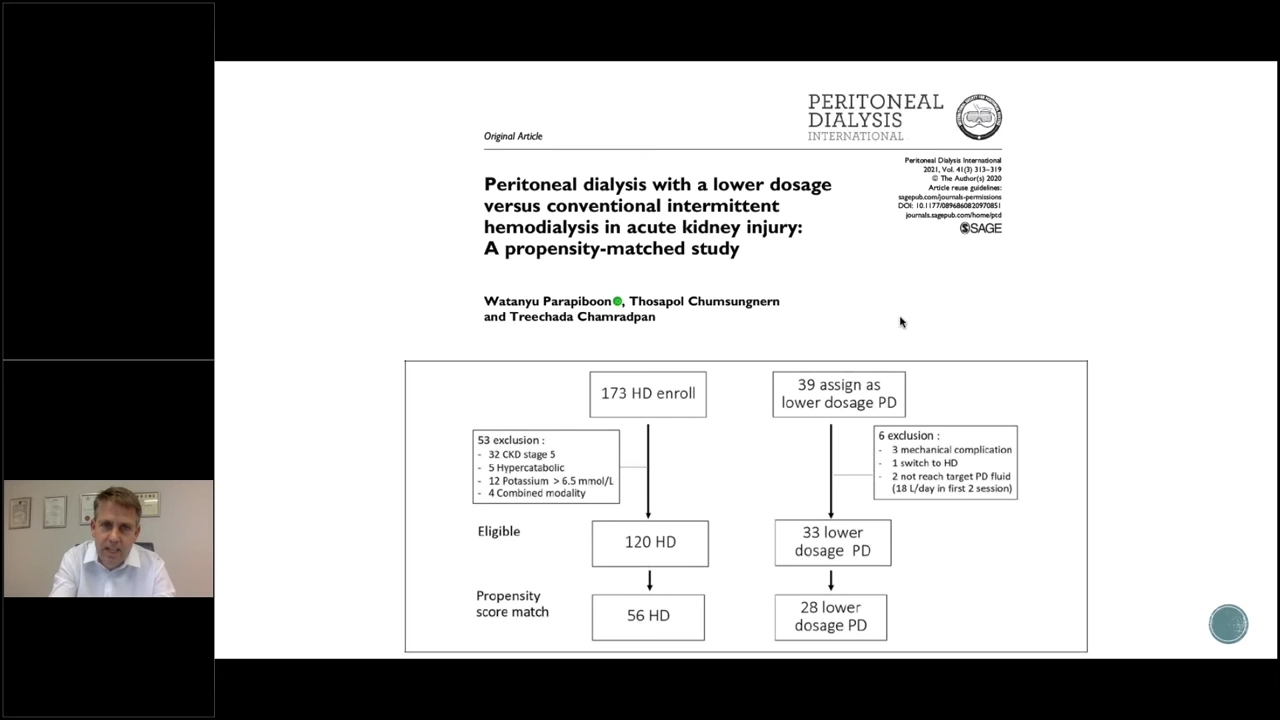 PERITONEAL
DIALYSIS
INTERNATIONAL
Original Article
Peritoneal Dialysis International
2021, Vol. 41(3) 313–319
© The Author(s) 2020
Article reuse guidelines:
sagepub.com/journals-permissions
DOI: 10.1177/0896860820970851
journals.sagepub.com/home/ptd
SAGE
Peritoneal dialysis with a lower dosage
versus conventional intermittent
hemodialysis in acute kidney injury:
A propensity-matched study
Watanyu Parapiboon, Thosapol Chumsungnern
and Treechada Chamradpan
173 HD enroll
39 assign as
lower dosage PD
53 exclusion :
- 32 CKD stage 5
- 5 Hypercatabolic
- 12 Potassium > 6.5 mmol/L
- 4 Combined modality
6 exclusion :
- 3 mechanical complication
- 1 switch to HD
- 2 not reach target PD fluid
(18 L/day in first 2 session)
Eligible
120 HD
33 lower
dosage PD
Propensity
score match
56 HD
28 lower
dosage PD